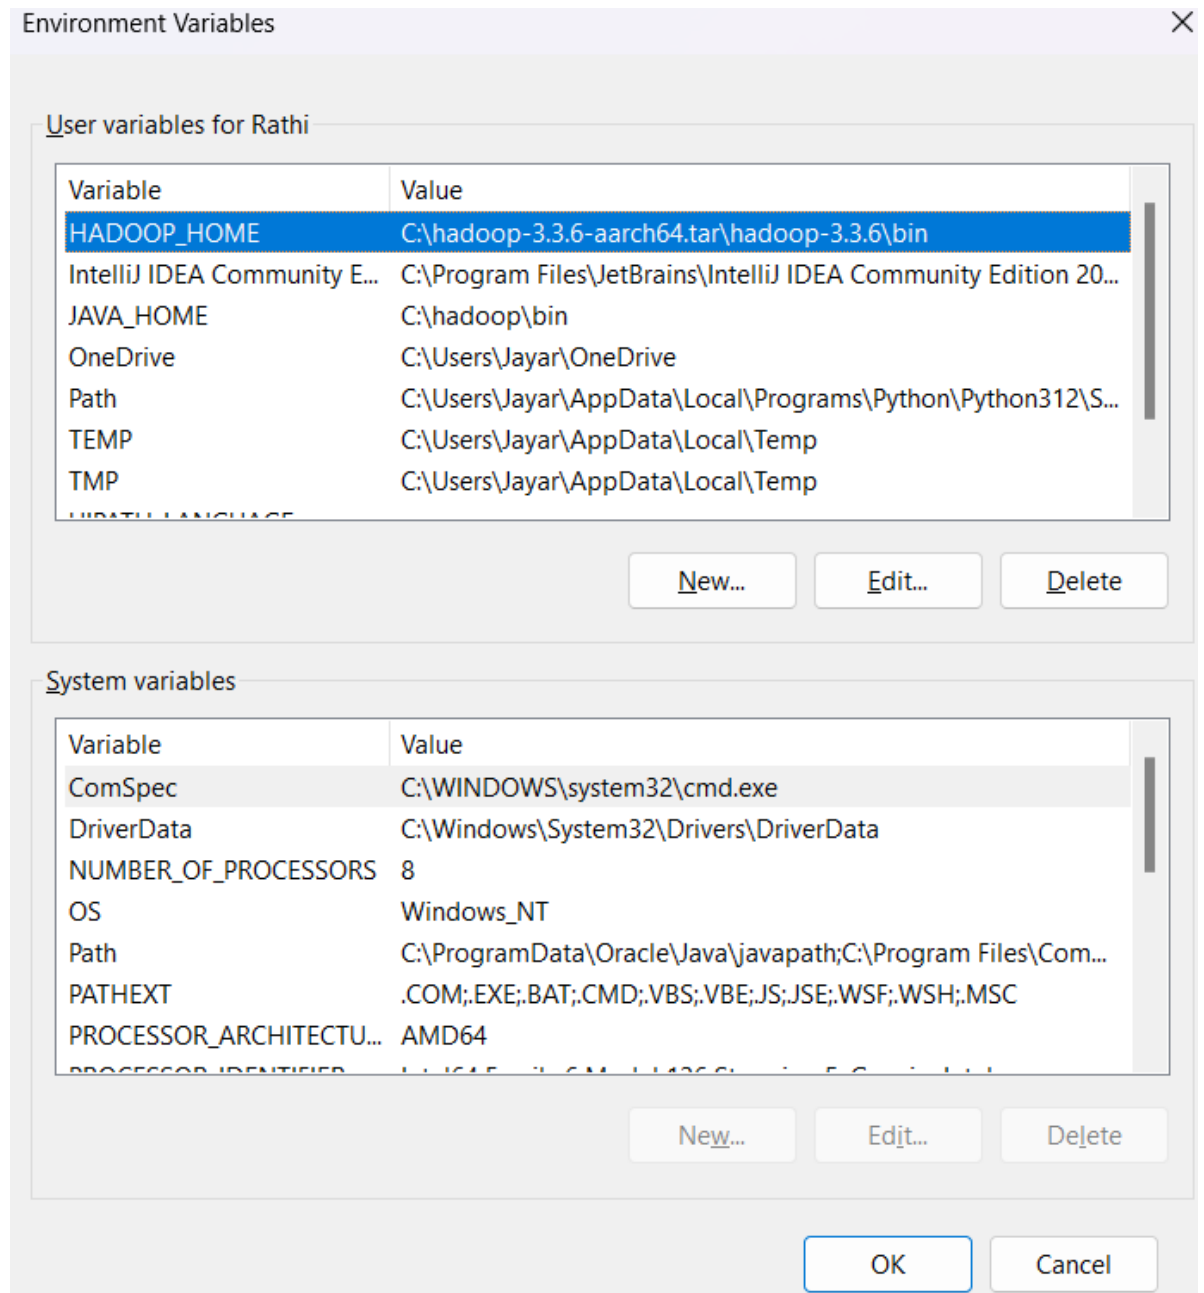 Environment Variables
User variables for Rathi
Variable Value
HADOOP_HOME C:\hadoop-3.3.6-aarch64.tar\hadoop-3.3.6\bin
IntelliJ IDEA Community E... C:\Program Files\JetBrains\IntelliJ IDEA Community Edition 20...
JAVA_HOME C:\hadoop\bin
OneDrive C:\Users\Jayar\OneDrive
Path C:\Users\Jayar\AppData\Local\Programs\Python\Python312\S...
TEMP C:\Users\Jayar\AppData\Local\Temp
TMP C:\Users\Jayar\AppData\Local\Temp
New... Edit... Delete
System variables
Variable Value
ComSpec C:\WINDOWS\system32\cmd.exe
DriverData C:\Windows\System32\Drivers\DriverData
NUMBER_OF_PROCESSORS 8
OS Windows_NT
Path C:\ProgramData\Oracle\Java\javapath;C:\Program Files\Com...
PATHEXT .COM;.EXE;.BAT;.CMD;.VBS;.VBE;.JS;.JSE;.WSF;.WSH;.MSC
PROCESSOR_ARCHITECTU... AMD64
New... Edit... Delete
OK Cancel